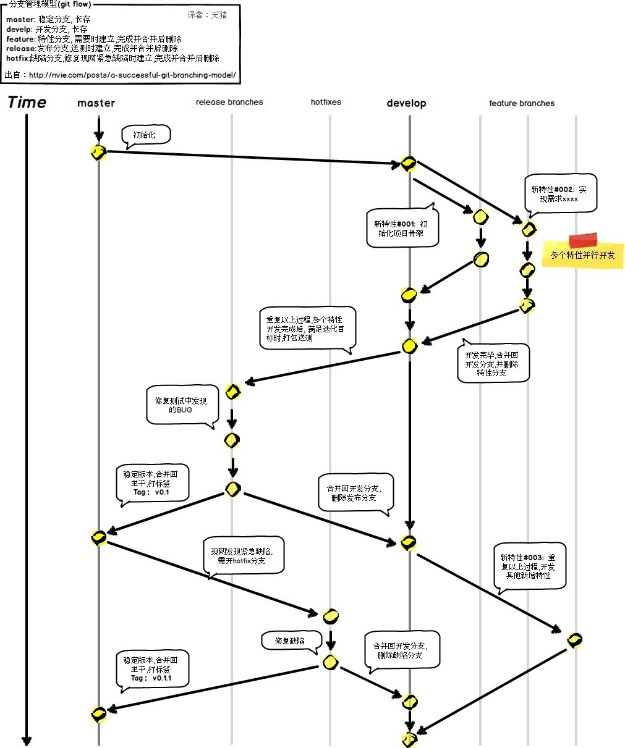 分支管理模型(git flow)
译者：天猪
master: 稳定分支, 长存
develp: 开发分支, 长存
feature: 特性分支, 需要时建立,完成并合并后删除
release:发布分支,送测时建立,完成并合并后删除
hotfix:缺陷分支,修复现网紧急缺陷时建立,完成并合并后删除
出自：http://nvie.com/posts/a-successful-git-branching-model/
Time
master
release branches
hotfixes
develop
feature branches
初始化
新特性#002: 实
现需求xxxx
新特性#001: 初
始化项目骨架
多个特性并行开发
重复以上过程,多个特性
开发完成后, 满足迭代目
标时,打包送测
开发完毕,合并回
开发分支,并删除
特性分支
修复测试中发现
的BUG
稳定版本,合并回
主干,打标签
Tag： v0.1
合并回开发分支,
删除发布分支
现网发现紧急缺陷,
需开hotfix分支
新特性#003: 重
复以上过程,开发
其他新增特性
修复缺陷
合并回开发分支,
删除缺陷分支
稳定版本,合并回
主干,打标签
Tag： v0.1.1